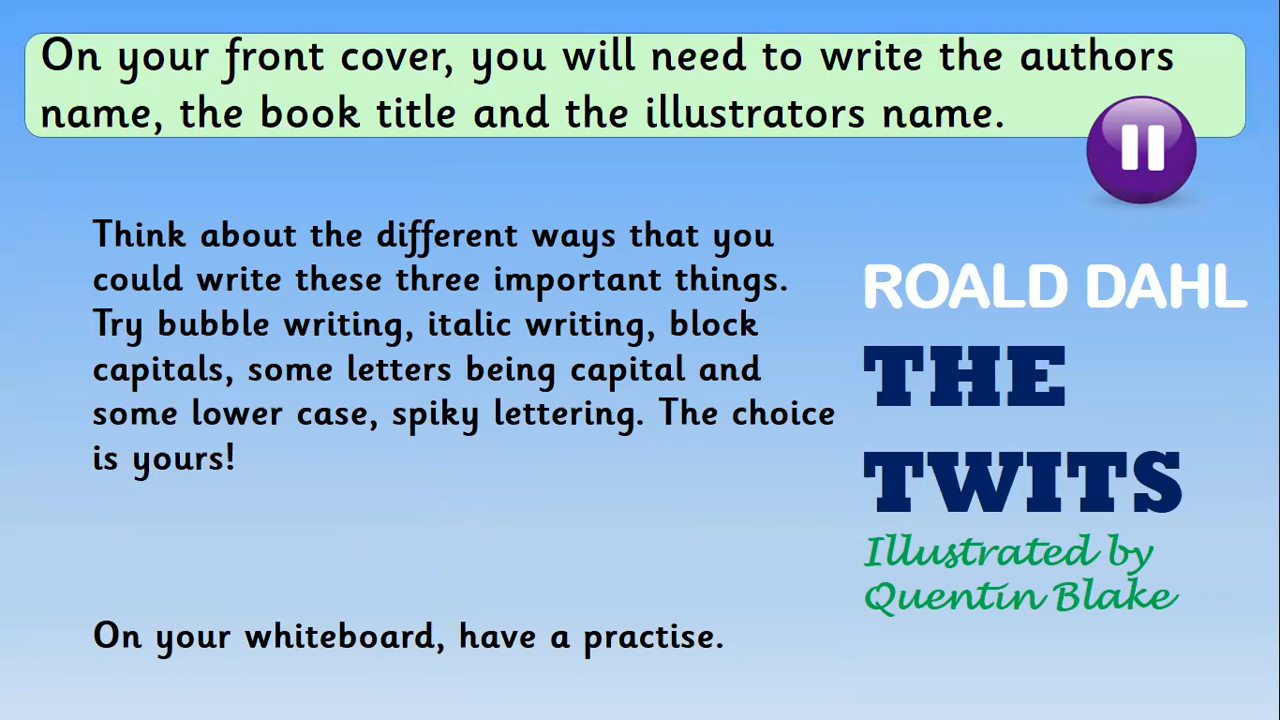 On your front cover, you will need to write the authors
name, the book title and the illustrators name.
Think about the different ways that you
could write these three important things.
Try bubble writing, italic writing, block
capitals, some letters being capital and
some lower case, spiky lettering. The choice
is yours!
On your whiteboard, have a practise.
ROALD DAHL
THE
TWITS
Illustrated by
Quentin Blake